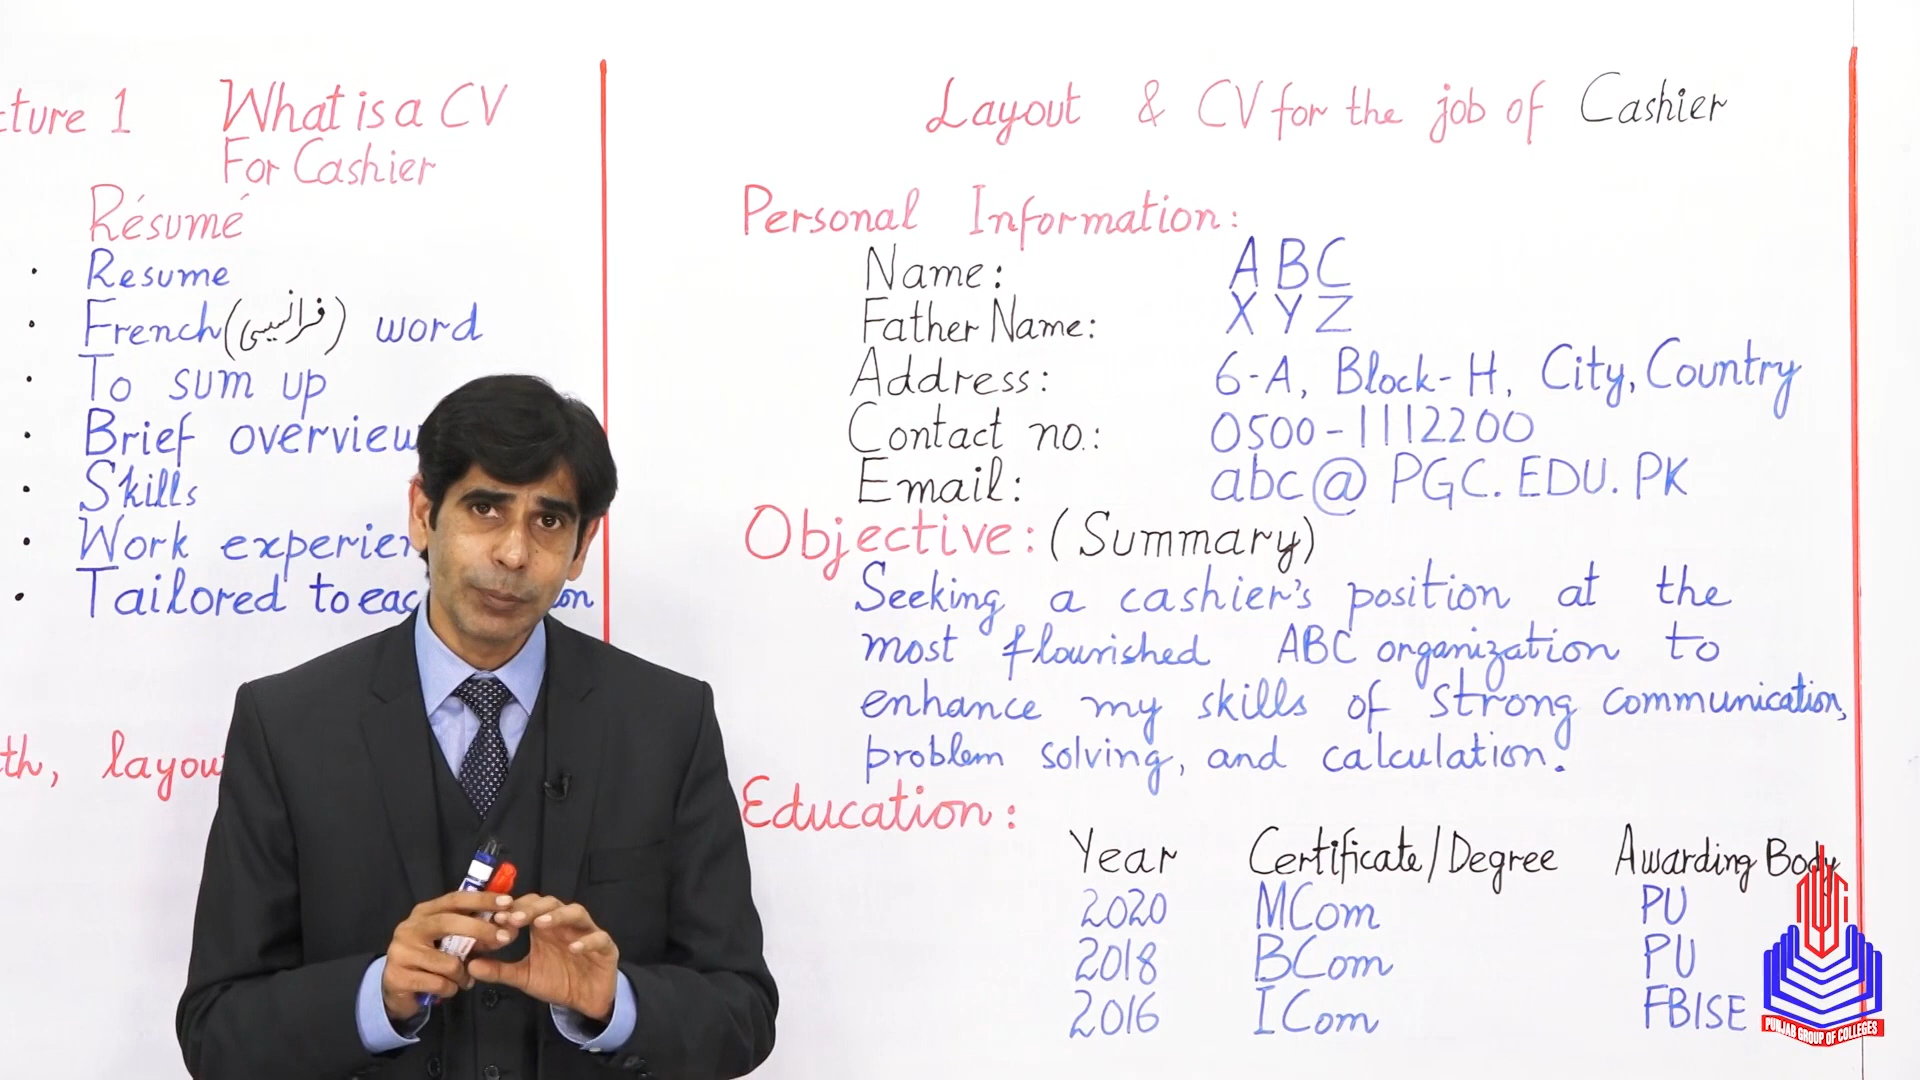 cture 1 What is a CV
For Cashier
Résumé
• Resume
• French (فرانسیسی) word
• To sum up
• Brief overview
• Skills
• Work experien
• Tailored to eac on
th, layou
Layout & CV for the job of Cashier
Personal Information:
Name: ABC
Father Name: XYZ
Address: 6-A, Block-H, City, Country
Contact no.: 0500-1112200
Email: abc@PGC.EDU.PK
Objective: (Summary)
Seeking a cashier's position at the
most flourished ABC organization to
enhance my skills of strong communication,
problem solving, and calculation.
Education:
Year Certificate/Degree Awarding Body
2020 MCom PU
2018 BCom PU
2016 ICom FBISE
PUNJAB GROUP OF COLLEGES